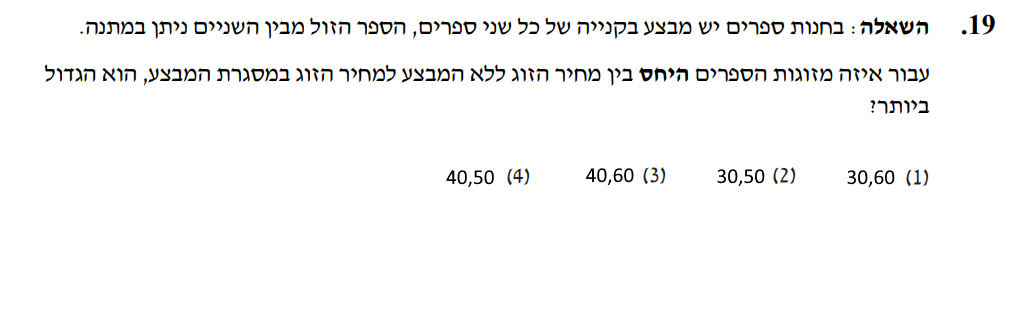 19. השאלה: בחנות ספרים יש מבצע בקנייה של כל שני ספרים, הספר הזול מבין השניים ניתן במתנה.
עבור איזה מזוגות הספרים היחס בין מחיר הזוג ללא המבצע למחיר הזוג במסגרת המבצע, הוא הגדול
ביותר?
(1) 30,60 (2) 30,50 (3) 40,60 (4) 40,50